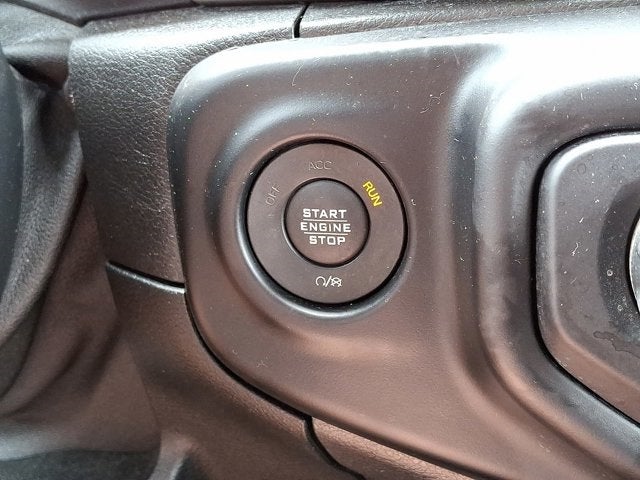 OFF
ACC
RUN
START
ENGINE
STOP